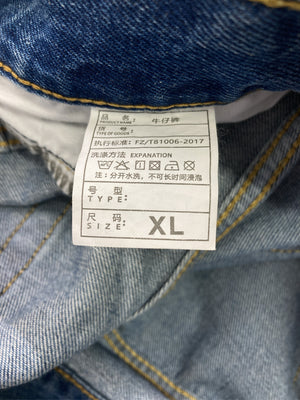 品 名: 牛仔裤
PRODUCT NAME
货 号:
TYPE OF GOODS
执行标准: FZ/T81006-2017
洗涤方法 EXPANATION
注: 分开水洗, 不可长时间浸泡
号 型
TYPE:
尺 码:
SIZE: XL